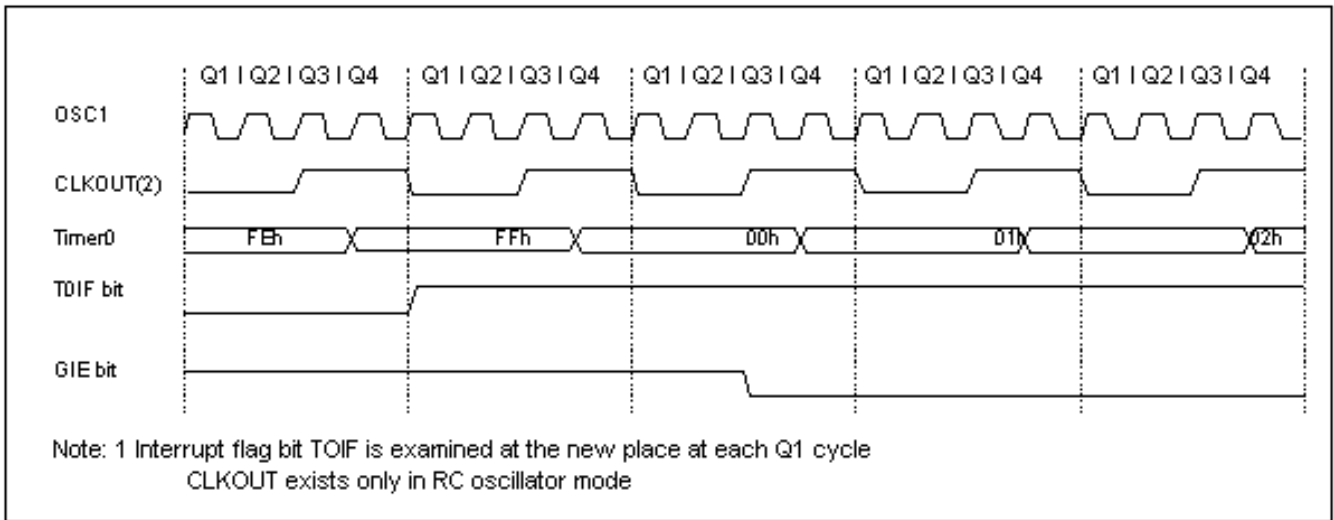 Q1 I Q2 I Q3 I Q4 Q1 I Q2 I Q3 I Q4 Q1 I Q2 I Q3 I Q4 Q1 I Q2 I Q3 I Q4 Q1 I Q2 I Q3 I Q4
OSC1
CLKOUT(2)
Timer0 FEh FFh 00h 01h 02h
T0IF bit
GIE bit
Note: 1 Interrupt flag bit TOIF is examined at the new place at each Q1 cycle
CLKOUT exists only in RC oscillator mode